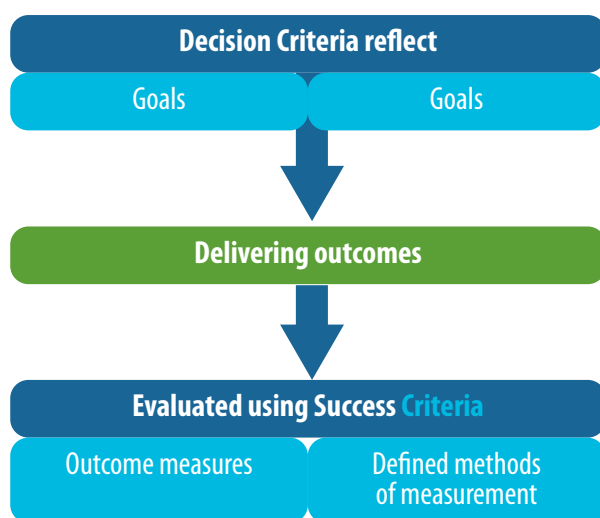 Decision Criteria reflect
Goals
Goals
Delivering outcomes
Evaluated using Success Criteria
Outcome measures
Defined methods
of measurement